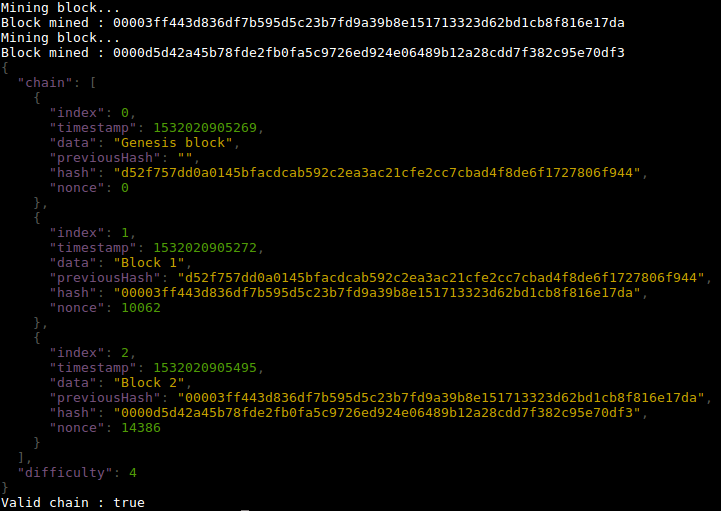 Mining block...
Block mined : 00003ff443d836df7b595d5c23b7fd9a39b8e151713323d62bd1cb8f816e17da
Mining block...
Block mined : 0000d5d42a45b78fde2fb0fa5c9726ed924e06489b12a28cdd7f382c95e70df3
{
  "chain": [
    {
      "index": 0,
      "timestamp": 1532020905269,
      "data": "Genesis block",
      "previousHash": "",
      "hash": "d52f757dd0a0145bfacdcab592c2ea3ac21cfe2cc7cbad4f8de6f1727806f944",
      "nonce": 0
    },
    {
      "index": 1,
      "timestamp": 1532020905272,
      "data": "Block 1",
      "previousHash": "d52f757dd0a0145bfacdcab592c2ea3ac21cfe2cc7cbad4f8de6f1727806f944",
      "hash": "00003ff443d836df7b595d5c23b7fd9a39b8e151713323d62bd1cb8f816e17da",
      "nonce": 10062
    },
    {
      "index": 2,
      "timestamp": 1532020905495,
      "data": "Block 2",
      "previousHash": "00003ff443d836df7b595d5c23b7fd9a39b8e151713323d62bd1cb8f816e17da",
      "hash": "0000d5d42a45b78fde2fb0fa5c9726ed924e06489b12a28cdd7f382c95e70df3",
      "nonce": 14386
    }
  ],
  "difficulty": 4
}
Valid chain : true